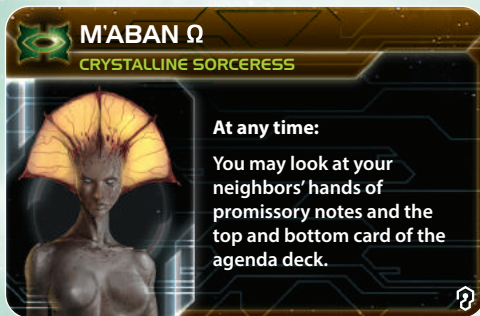 M'ABAN Ω
CRYSTALLINE SORCERESS
At any time:
You may look at your
neighbors' hands of
promissory notes and the
top and bottom card of the
agenda deck.